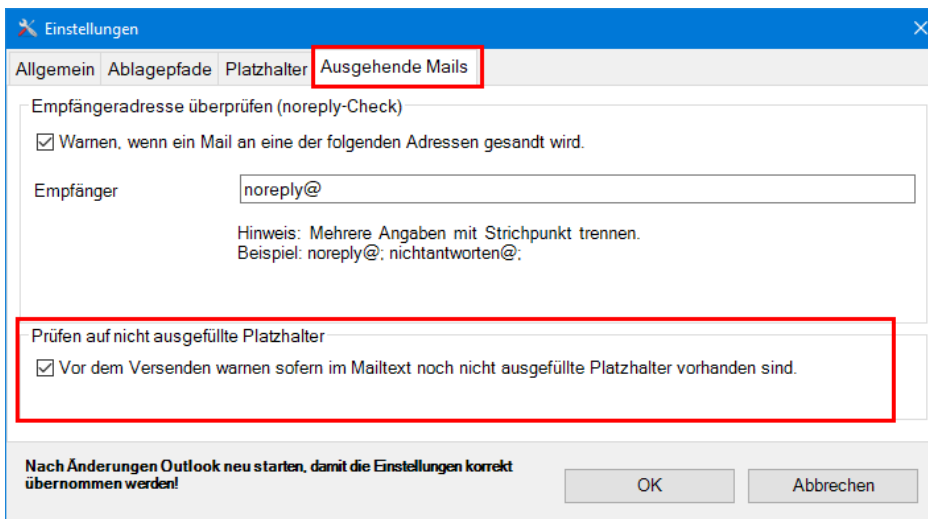 Einstellungen
Allgemein Ablagepfade Platzhalter Ausgehende Mails
Empfängeradresse überprüfen (noreply-Check)
Warnen, wenn ein Mail an eine der folgenden Adressen gesandt wird.
Empfänger noreply@
Hinweis: Mehrere Angaben mit Strichpunkt trennen.
Beispiel: noreply@; nichtantworten@;
Prüfen auf nicht ausgefüllte Platzhalter
Vor dem Versenden warnen sofern im Mailtext noch nicht ausgefüllte Platzhalter vorhanden sind.
Nach Änderungen Outlook neu starten, damit die Einstellungen korrekt
übernommen werden!
OK Abbrechen